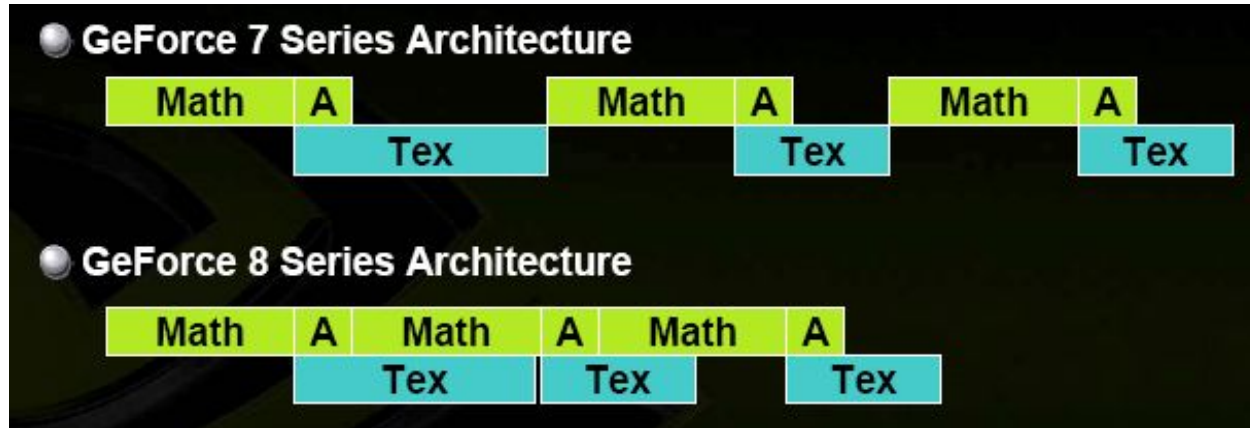 GeForce 7 Series Architecture
Math A Math A Math A
Tex Tex Tex
GeForce 8 Series Architecture
Math A Math A Math A
Tex Tex Tex